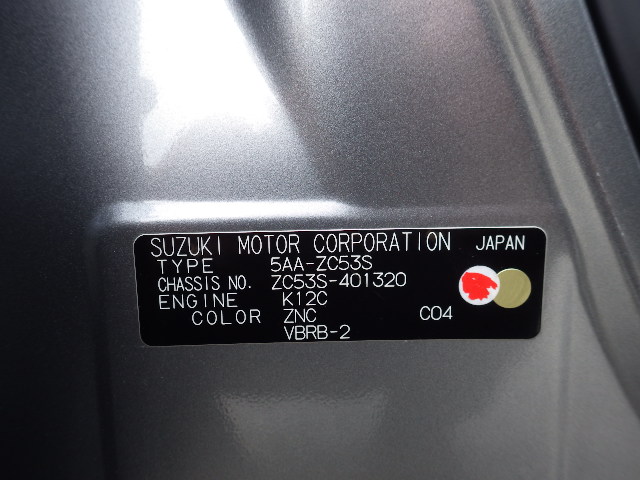 SUZUKI MOTOR CORPORATION JAPAN
TYPE 5AA-ZC53S
CHASSIS NO. ZC53S-401320
ENGINE K12C
COLOR ZNC C04
VBRB-2